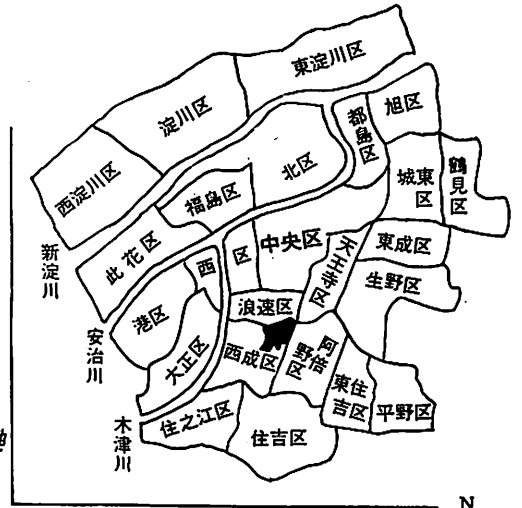 東淀川区
淀川区
西淀川区
旭区
都島区
北区
城東区
鶴見区
福島区
此花区
新淀川
西区
中央区
天王寺区
東成区
生野区
港区
安治川
浪速区
大正区
西成区
阿倍野区
東住吉区
平野区
木津川
住之江区
住吉区
N